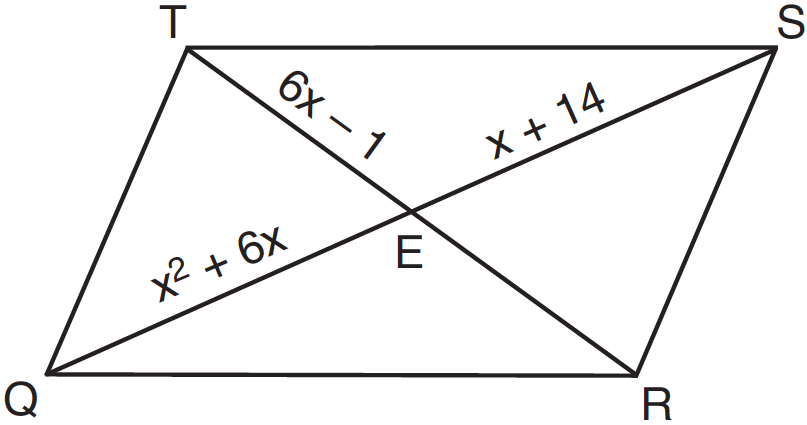 T
S
6x – 1
x + 14
x² + 6x
E
Q
R